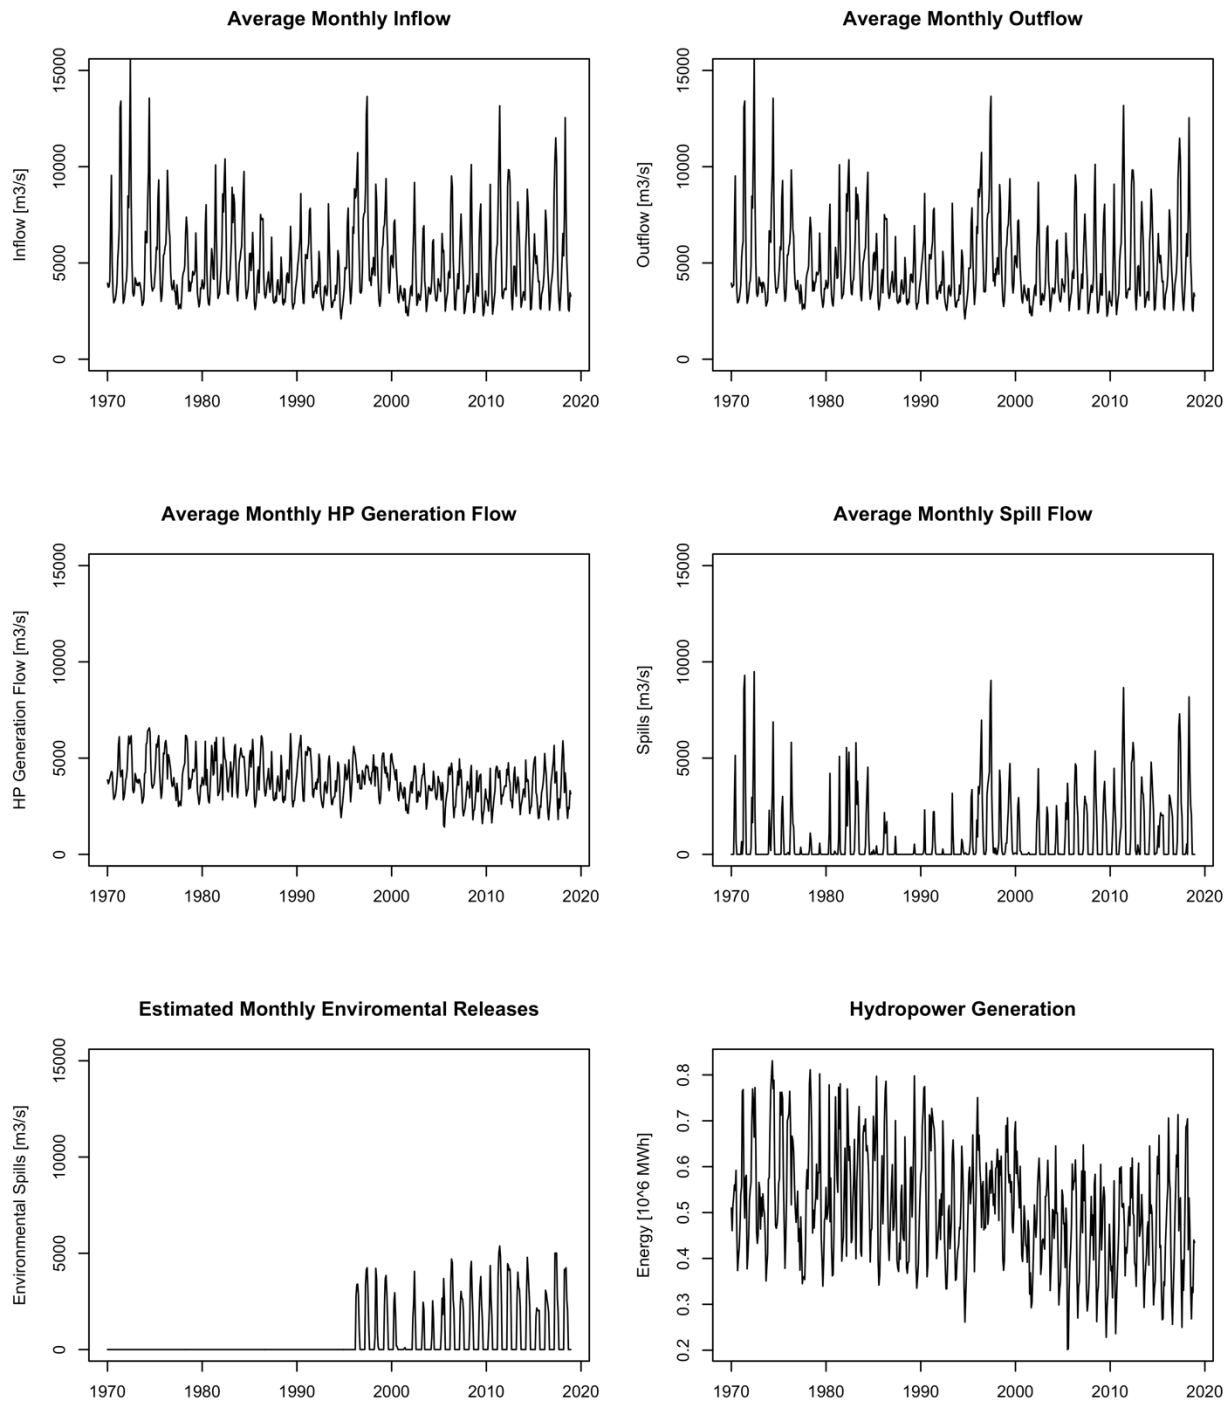 Average Monthly Inflow
Inflow [m3/s]
15000
10000
5000
0
1970 1980 1990 2000 2010 2020
Average Monthly Outflow
Outflow [m3/s]
15000
10000
5000
0
1970 1980 1990 2000 2010 2020
Average Monthly HP Generation Flow
HP Generation Flow [m3/s]
15000
10000
5000
0
1970 1980 1990 2000 2010 2020
Average Monthly Spill Flow
Spills [m3/s]
15000
10000
5000
0
1970 1980 1990 2000 2010 2020
Estimated Monthly Enviromental Releases
Environmental Spills [m3/s]
15000
10000
5000
0
1970 1980 1990 2000 2010 2020
Hydropower Generation
Energy [10^6 MWh]
0.8
0.7
0.6
0.5
0.4
0.3
0.2
1970 1980 1990 2000 2010 2020